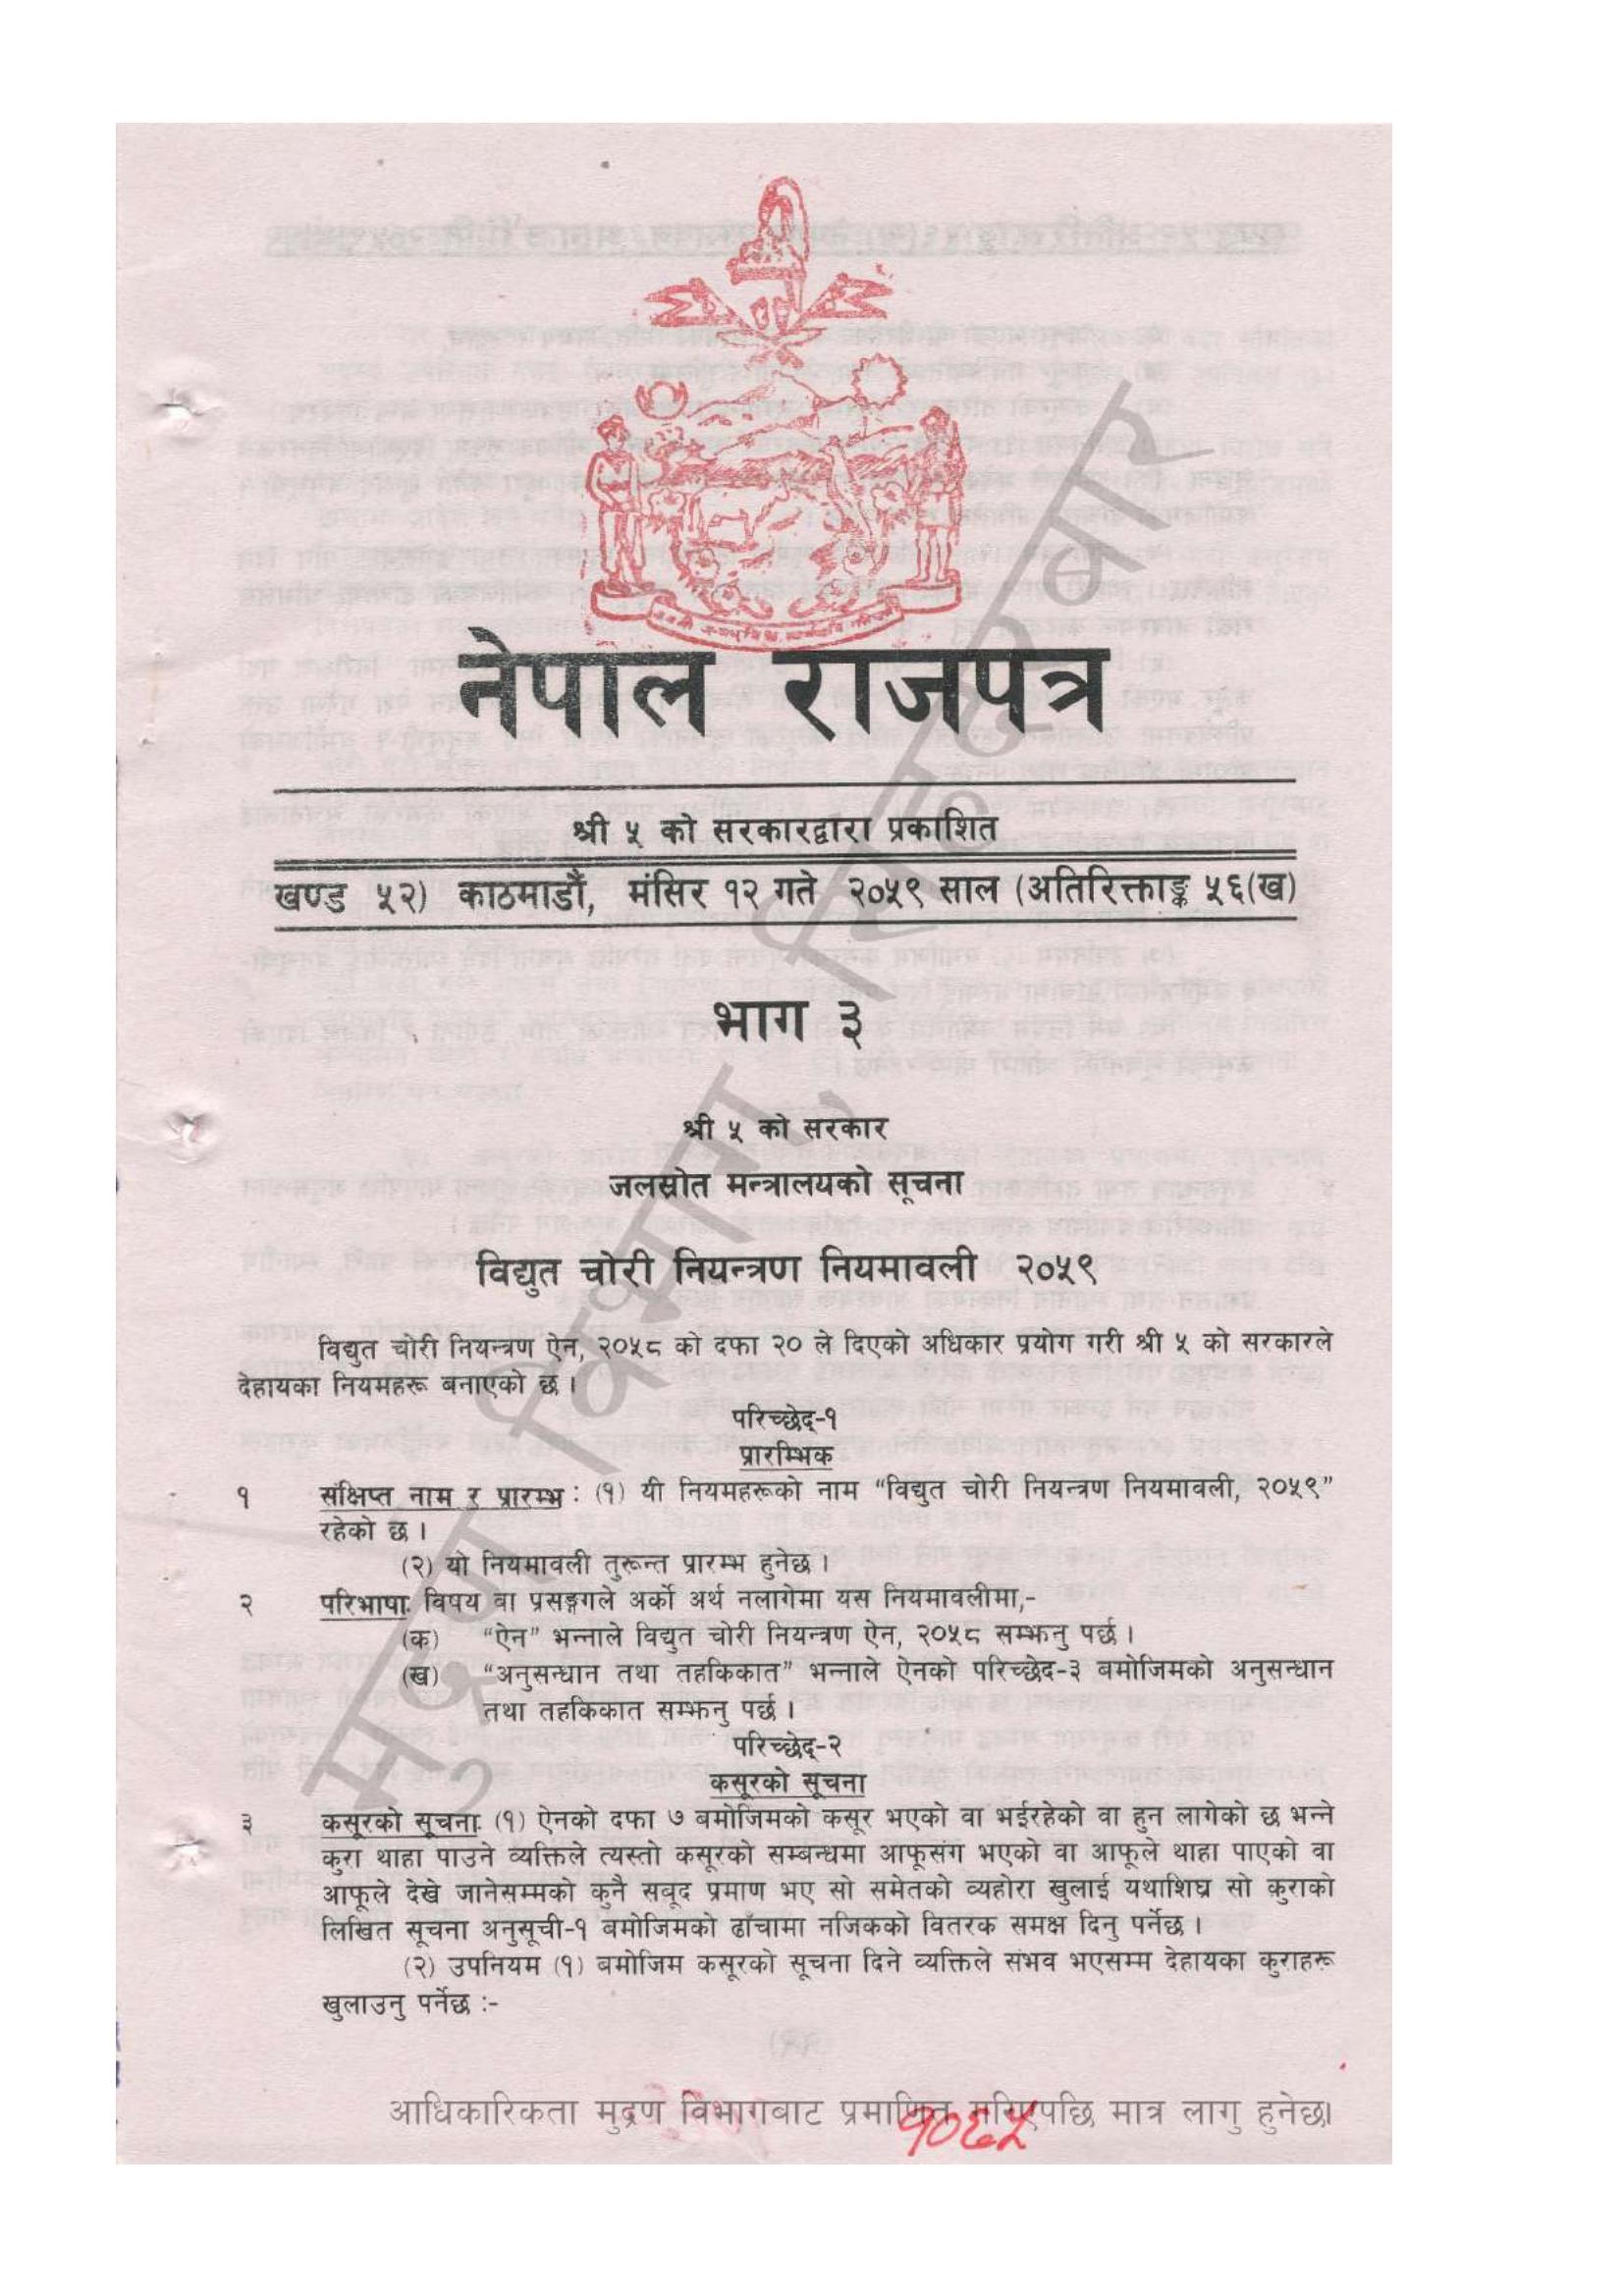 नेपाल राजपत्र
श्री ५ को सरकारद्वारा प्रकाशित
खण्ड ५२) काठमाडौं, मंसिर १२ गते २०५९ साल (अतिरिक्ताङ्क ५६(ख)
भाग ३
श्री ५ को सरकार
जलस्रोत मन्त्रालयको सूचना
विद्युत चोरी नियन्त्रण नियमावली २०५९
विद्युत चोरी नियन्त्रण ऐन, २०५८ को दफा २० ले दिएको अधिकार प्रयोग गरी श्री ५ को सरकारले
देहायका नियमहरू बनाएको छ ।
परिच्छेद-१
प्रारम्भिक
१ संक्षिप्त नाम र प्रारम्भ : (१) यी नियमहरूको नाम “विद्युत चोरी नियन्त्रण नियमावली, २०५९”
रहेको छ ।
(२) यो नियमावली तुरून्त प्रारम्भ हुनेछ ।
२ परिभाषा विषय वा प्रसङ्गले अर्को अर्थ नलागेमा यस नियमावलीमा,-
(क) “ऐन” भन्नाले विद्युत चोरी नियन्त्रण ऐन, २०५८ सम्झनु पर्छ ।
(ख) “अनुसन्धान तथा तहकिकात” भन्नाले ऐनको परिच्छेद-३ बमोजिमको अनुसन्धान
तथा तहकिकात सम्झनु पर्छ ।
परिच्छेद-२
कसूरको सूचना
३ कसूरको सूचना (१) ऐनको दफा ७ बमोजिमको कसूर भएको वा भईरहेको वा हुन लागेको छ भन्ने
कुरा थाहा पाउने व्यक्तिले त्यस्तो कसूरको सम्बन्धमा आफूसंग भएको वा आफूले थाहा पाएको वा
आफूले देखे जानेसम्मको कुनै सबूद प्रमाण भए सो समेतको व्यहोरा खुलाई यथाशिघ्र सो कुराको
लिखित सूचना अनुसूची-१ बमोजिमको ढाँचामा नजिकको वितरक समक्ष दिनु पर्नेछ ।
(२) उपनियम (१) बमोजिम कसूरको सूचना दिने व्यक्तिले संभव भएसम्म देहायका कुराहरू
खुलाउनु पर्नेछ :-
मुद्रण विभाग, सिंहदरबार
आधिकारिकता मुद्रण विभागबाट प्रमाणित गरिएपछि मात्र लागु हुनेछ।
१०६५